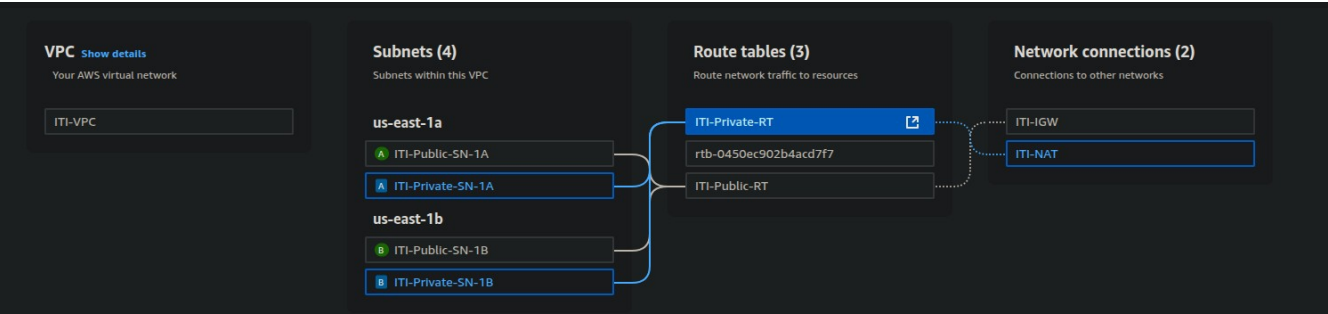 VPC Show details
Your AWS virtual network
ITI-VPC
Subnets (4)
Subnets within this VPC
us-east-1a
A ITI-Public-SN-1A
A ITI-Private-SN-1A
us-east-1b
B ITI-Public-SN-1B
B ITI-Private-SN-1B
Route tables (3)
Route network traffic to resources
ITI-Private-RT
rtb-0450ec902b4acd7f7
ITI-Public-RT
Network connections (2)
Connections to other networks
ITI-IGW
ITI-NAT